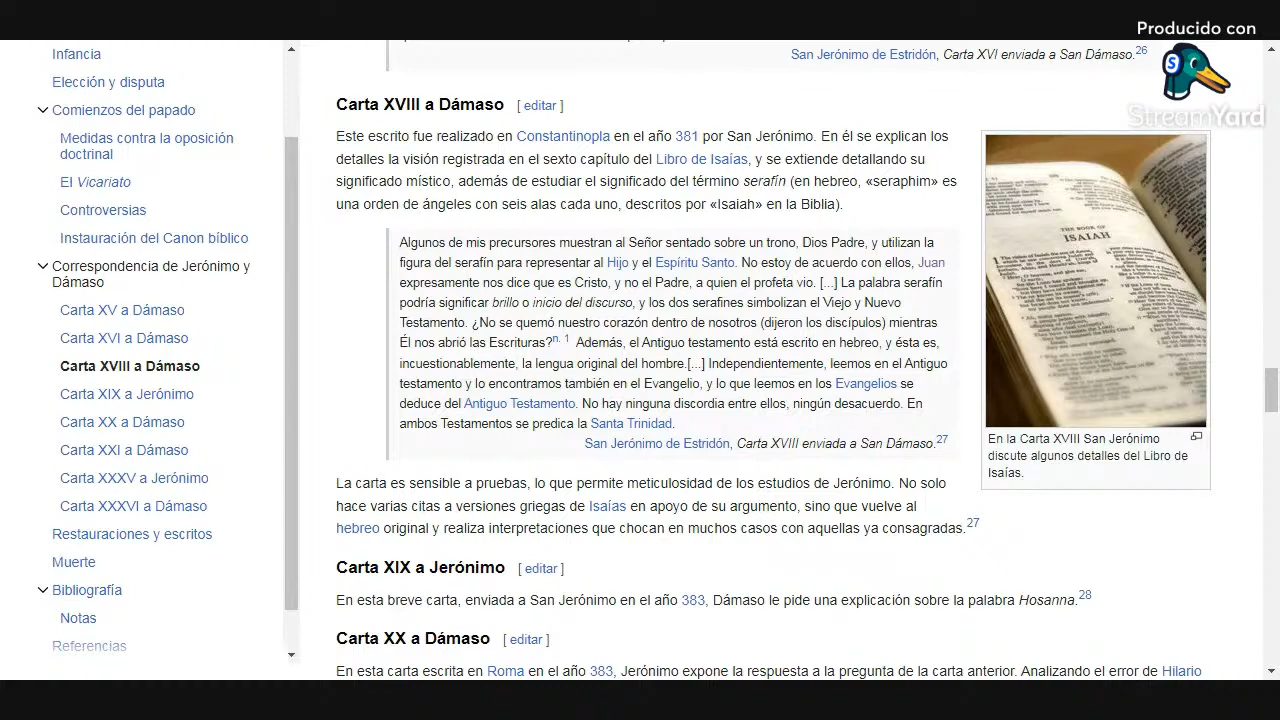 Producido con
StreamYard
Infancia
Elección y disputa
Comienzos del papado
Medidas contra la oposición
doctrinal
El Vicariato
Controversias
Instauración del Canon bíblico
Correspondencia de Jerónimo y
Dámaso
Carta XV a Dámaso
Carta XVI a Dámaso
Carta XVIII a Dámaso
Carta XIX a Jerónimo
Carta XX a Dámaso
Carta XXI a Dámaso
Carta XXXV a Jerónimo
Carta XXXVI a Dámaso
Restauraciones y escritos
Muerte
Bibliografía
Notas
Referencias
San Jerónimo de Estridón, Carta XVI enviada a San Dámaso.26
Carta XVIII a Dámaso [ editar ]
Este escrito fue realizado en Constantinopla en el año 381 por San Jerónimo. En él se explican los
detalles la visión registrada en el sexto capítulo del Libro de Isaías, y se extiende detallando su
significado místico, además de estudiar el significado del término serafín (en hebreo, «seraphim» es
una orden de ángeles con seis alas cada uno, descritos por «Isaiah» en la Biblia).
Algunos de mis precursores muestran al Señor sentado sobre un trono, Dios Padre, y utilizan la
figura del serafín para representar al Hijo y el Espíritu Santo. No estoy de acuerdo con ellos, Juan
expresamente nos dice que es Cristo, y no el Padre quien el profeta vio. [...] La palabra serafín
podría significar brillo o inicio del discurso, y los dos serafines simbolizan el Viejo y Nuevo
Testamento. ¿No se quema nuestro corazón dentro de nosotros (dijeron los discípulos) mientras
Él nos abría las Escrituras?n. 1 Además, el Antiguo testamento está escrito en hebreo, y ésta es,
incuestionablemente, la lengua original del hombre [...] Independientemente, leemos en el Antiguo
testamento y lo encontramos también en el Evangelio, y lo que leemos en los Evangelios se
deduce del Antiguo Testamento. No hay ninguna discordia entre ellos, ningún desacuerdo. En
ambos Testamentos se predica la Santa Trinidad.
San Jerónimo de Estridón, Carta XVIII enviada a San Dámaso.27
THE BOOK OF
ISAIAH
En la Carta XVIII San Jerónimo
discute algunos detalles del Libro de
Isaías.
La carta es sensible a pruebas, lo que permite meticulosidad de los estudios de Jerónimo. No solo
hace varias citas a versiones griegas de Isaías en apoyo de su argumento, sino que vuelve al
hebreo original y realiza interpretaciones que chocan en muchos casos con aquellas ya consagradas.27
Carta XIX a Jerónimo [ editar ]
En esta breve carta, enviada a San Jerónimo en el año 383, Dámaso le pide una explicación sobre la palabra Hosanna.28
Carta XX a Dámaso [ editar ]
En esta carta escrita en Roma en el año 383, Jerónimo expone la respuesta a la pregunta de la carta anterior. Analizando el error de Hilario